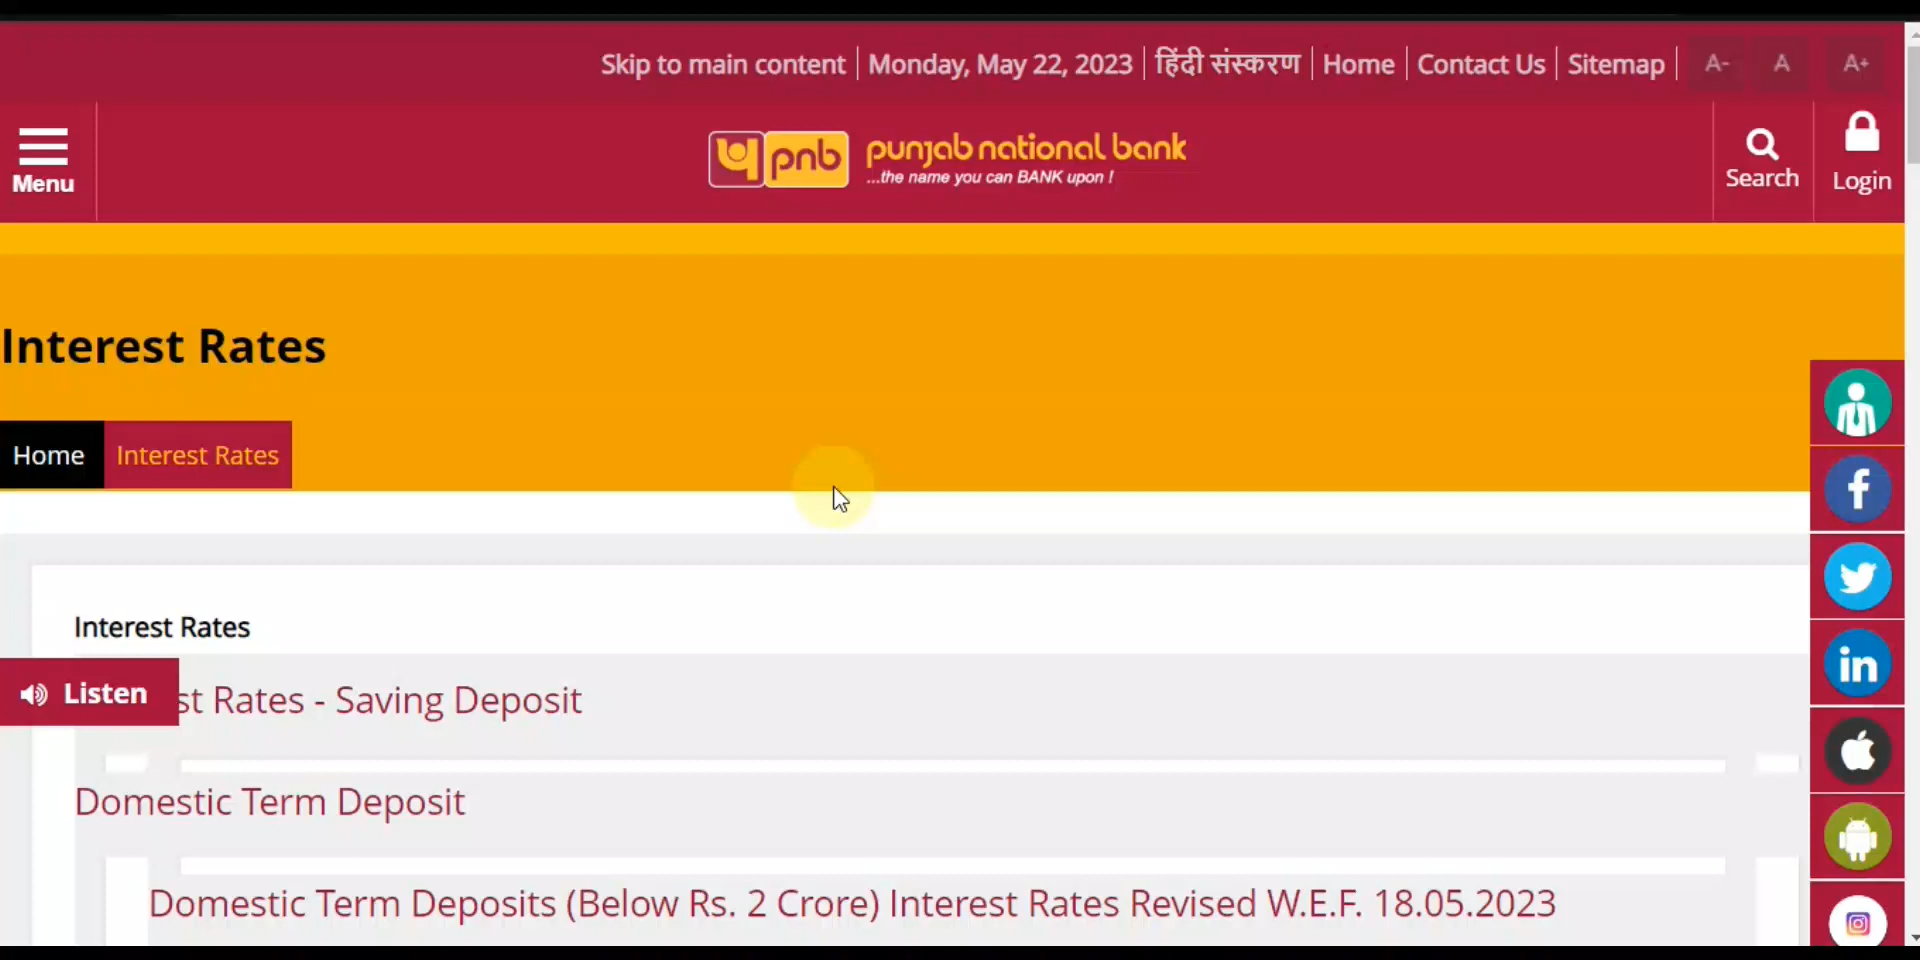 Skip to main content Monday, May 22, 2023 हिंदी संस्करण Home Contact Us Sitemap A- A A+
Menu
पnb punjab national bank
...the name you can BANK upon !
Search
Login
Interest Rates
Home Interest Rates
Interest Rates
Listen
st Rates - Saving Deposit
Domestic Term Deposit
Domestic Term Deposits (Below Rs. 2 Crore) Interest Rates Revised W.E.F. 18.05.2023